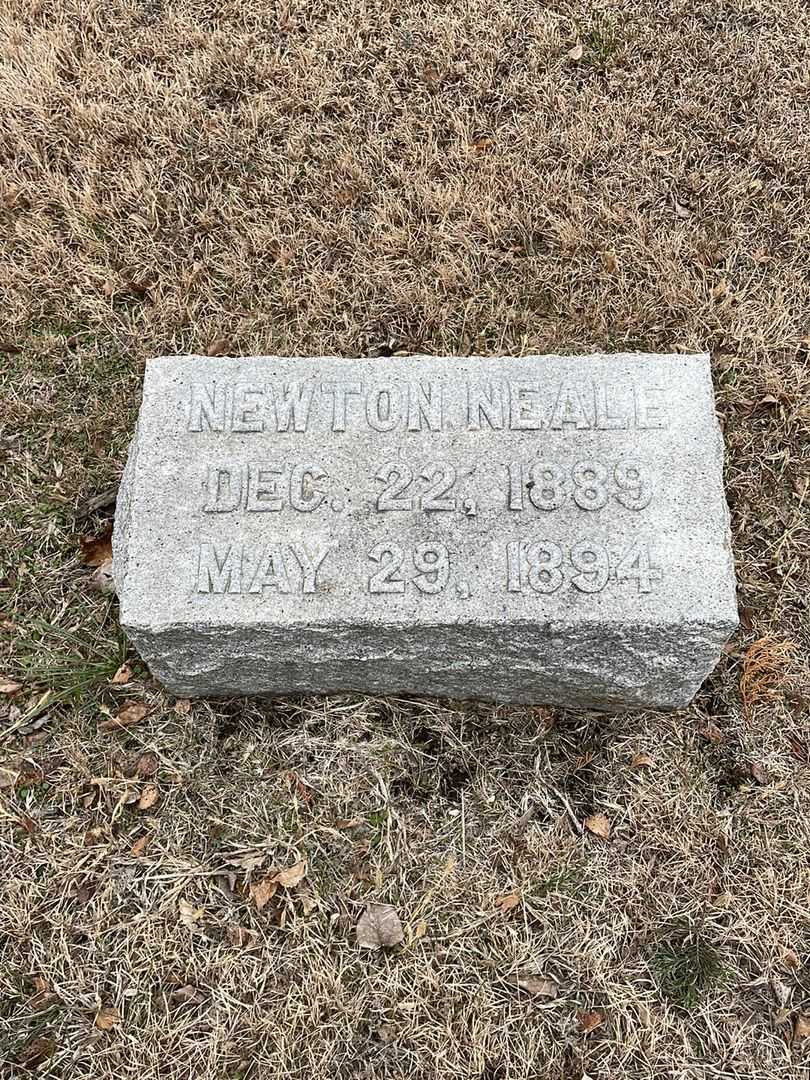 NEWTON NEALE
DEC. 22, 1889
MAY 29, 1894